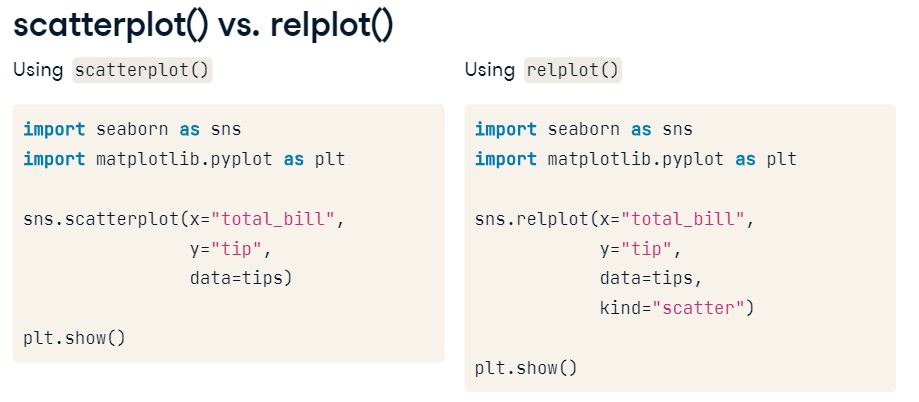 scatterplot() vs. relplot()
Using scatterplot()
import seaborn as sns
import matplotlib.pyplot as plt
sns.scatterplot(x="total_bill",
                y="tip",
                data=tips)
plt.show()
Using relplot()
import seaborn as sns
import matplotlib.pyplot as plt
sns.relplot(x="total_bill",
            y="tip",
            data=tips,
            kind="scatter")
plt.show()